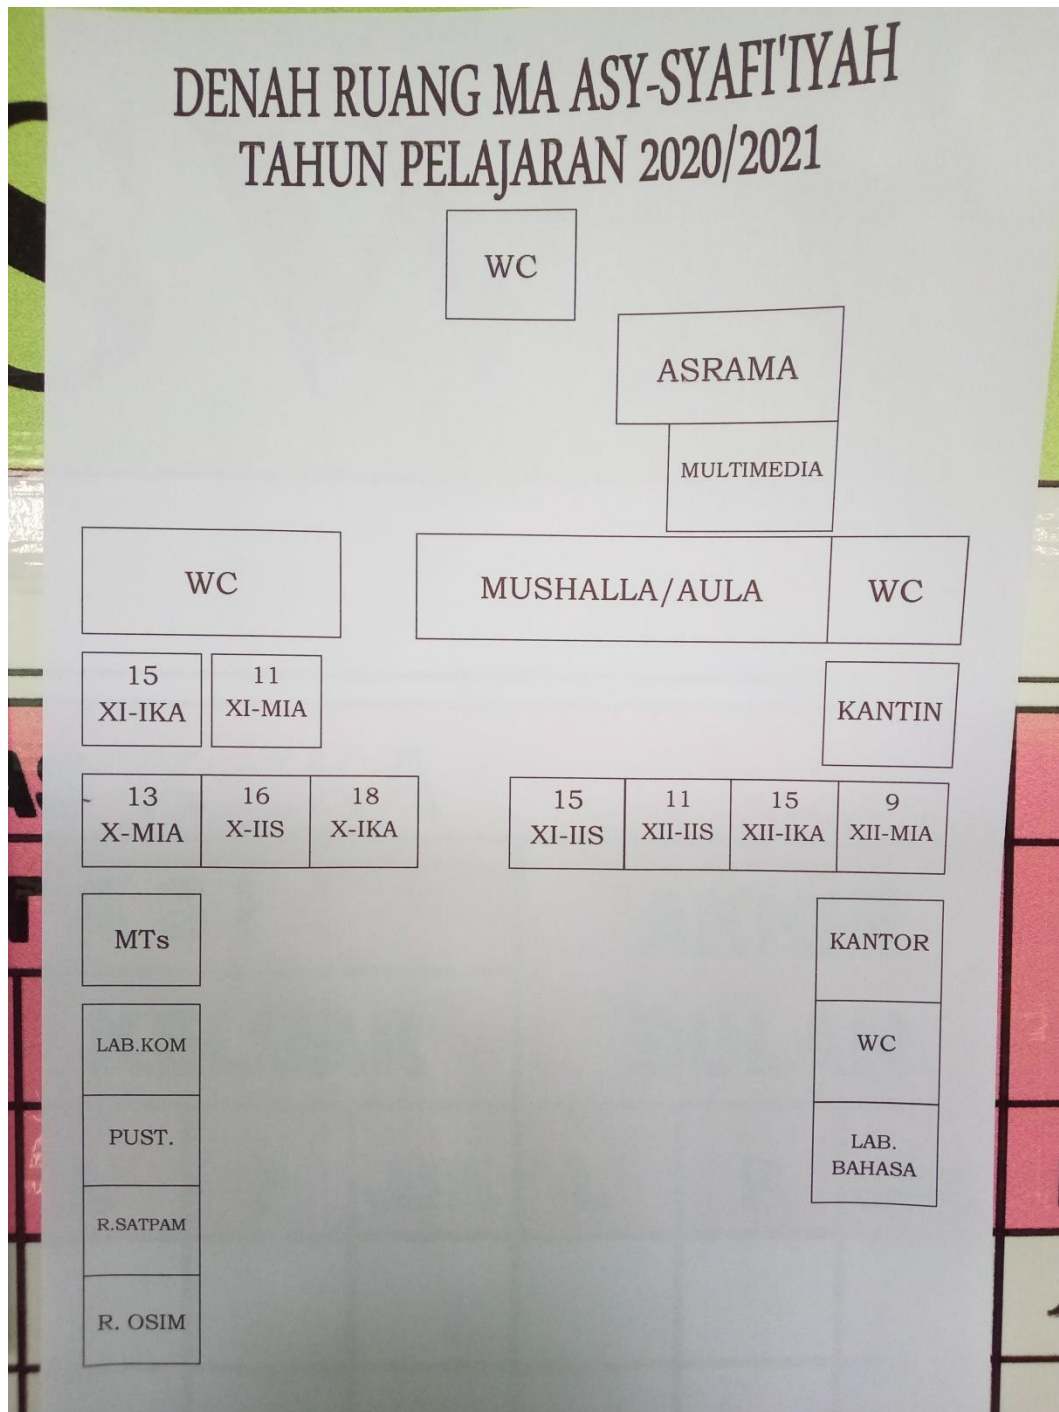 DENAH RUANG MA ASY-SYAFI'IYAH
TAHUN PELAJARAN 2020/2021
WC
ASRAMA
MULTIMEDIA
WC
MUSHALLA/AULA
WC
15
XI-IKA
11
XI-MIA
KANTIN
13
X-MIA
16
X-IIS
18
X-IKA
15
XI-IIS
11
XII-IIS
15
XII-IKA
9
XII-MIA
MTs
KANTOR
LAB.KOM
WC
PUST.
LAB.
BAHASA
R.SATPAM
R. OSIM